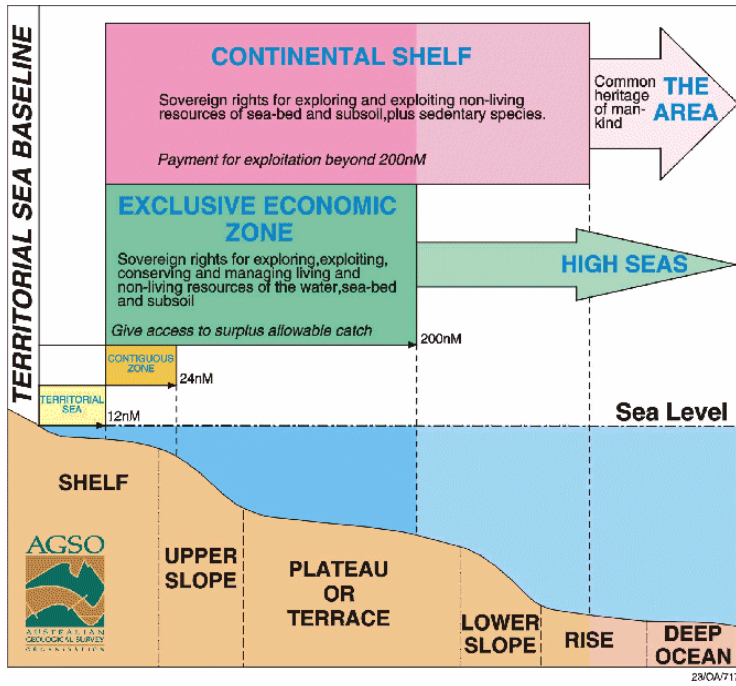 TERRITORIAL SEA BASELINE
CONTINENTAL SHELF
Sovereign rights for exploring and exploiting non-living
resources of sea-bed and subsoil,plus sedentary species.
Payment for exploitation beyond 200nM
Common
heritage
of man-
kind
THE
AREA
EXCLUSIVE ECONOMIC
ZONE
Sovereign rights for exploring,exploiting,
conserving and managing living and
non-living resources of the water,sea-bed
and subsoil
Give access to surplus allowable catch
HIGH SEAS
200nM
CONTIGUOUS
ZONE
24nM
TERRITORIAL
SEA
12nM
Sea Level
SHELF
UPPER
SLOPE
PLATEAU
OR
TERRACE
LOWER
SLOPE
RISE
DEEP
OCEAN
AGSO
AUSTRALIAN
GEOLOGICAL SURVEY
ORGANISATION
23/OA/717